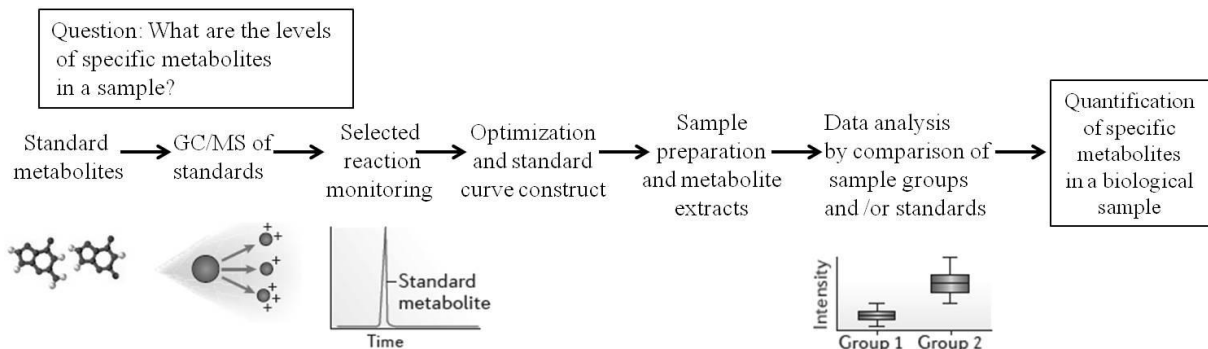 Question: What are the levels
of specific metabolites
in a sample?
Standard
metabolites
GC/MS of
standards
Selected
reaction
monitoring
Optimization
and standard
curve construct
Sample
preparation
and metabolite
extracts
Data analysis
by comparison of
sample groups
and /or standards
Quantification
of specific
metabolites
in a biological
sample
+
+
+
+
+
+
Standard
metabolite
Time
Intensity
Group 1
Group 2